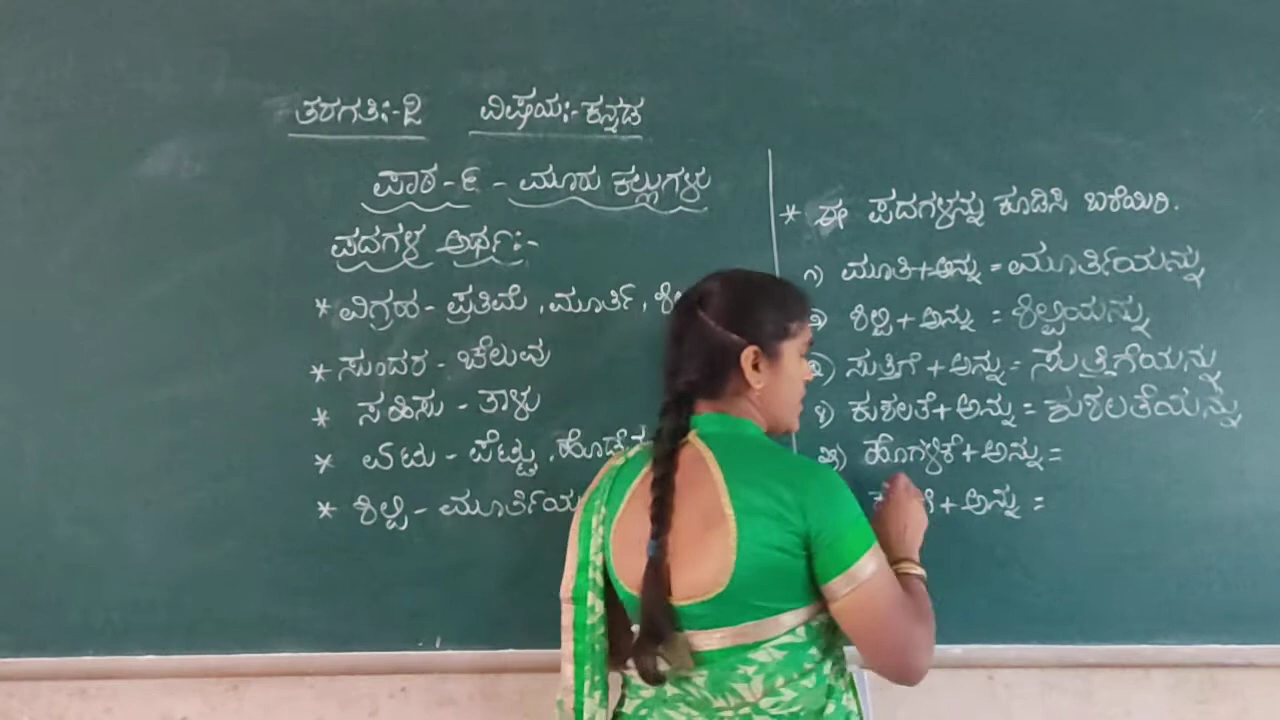 ತರಗತಿ:-೨ ವಿಷಯ:- ಕನ್ನಡ
ಪಾಠ-೯ - ಮೂರು ಕಲ್ಲುಗಳು
ಪದಗಳ ಅರ್ಥ:-
* ವಿಗ್ರಹ - ಪ್ರತಿಮೆ , ಮೂರ್ತಿ ,
* ಸುಂದರ - ಚೆಲುವು
* ಸಹಿಸು - ತಾಳು
* ಏಟು - ಪೆಟ್ಟು ,
* ಶಿಲ್ಪಿ -
* ಈ ಪದಗಳನ್ನು ಕೂಡಿಸಿ ಬರೆಯಿರಿ.
೧) ಮೂರ್ತಿ+ಅನ್ನು = ಮೂರ್ತಿಯನ್ನು
ಶಿಲ್ಪಿ + ಅನ್ನು = ಶಿಲ್ಪಿಯನ್ನು
೩) ಸುತ್ತಿಗೆ + ಅನ್ನು = ಸುತ್ತಿಗೆಯನ್ನು
೪) ಕುಶಲತೆ + ಅನ್ನು = ಕುಶಲತೆಯನ್ನು
೫) ಹೊಗಳಿಕೆ + ಅನ್ನು =
+ ಅನ್ನು =